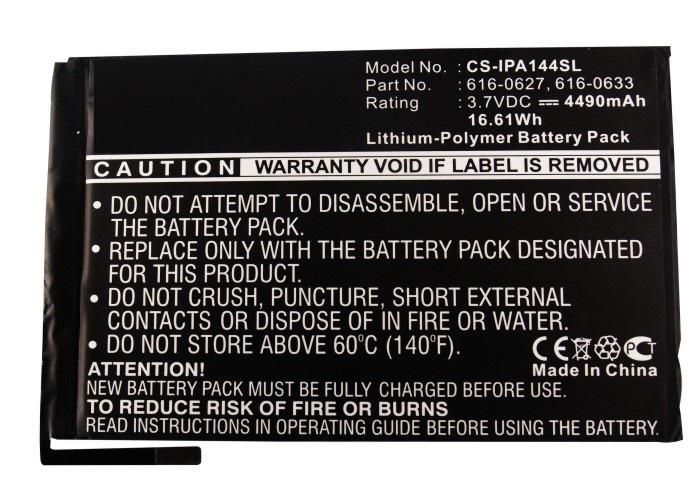 Model No. : CS-IPA144SL
Part No. : 616-0627, 616-0633
Rating : 3.7VDC ⎓ 4490mAh
16.61Wh
Lithium-Polymer Battery Pack
CAUTION WARRANTY VOID IF LABEL IS REMOVED
• DO NOT ATTEMPT TO DISASSEMBLE, OPEN OR SERVICE
THE BATTERY PACK.
• REPLACE ONLY WITH THE BATTERY PACK DESIGNATED
FOR THIS PRODUCT.
• DO NOT CRUSH, PUNCTURE, SHORT EXTERNAL
CONTACTS OR DISPOSE OF IN FIRE OR WATER.
• DO NOT STORE ABOVE 60°C (140°F).
CE PCT
Made In China
ATTENTION!
NEW BATTERY PACK MUST BE FULLY CHARGED BEFORE USE
TO REDUCE RISK OF FIRE OR BURNS
READ INSTRUCTIONS IN OPERATING BEFORE USING THE BATTERY.